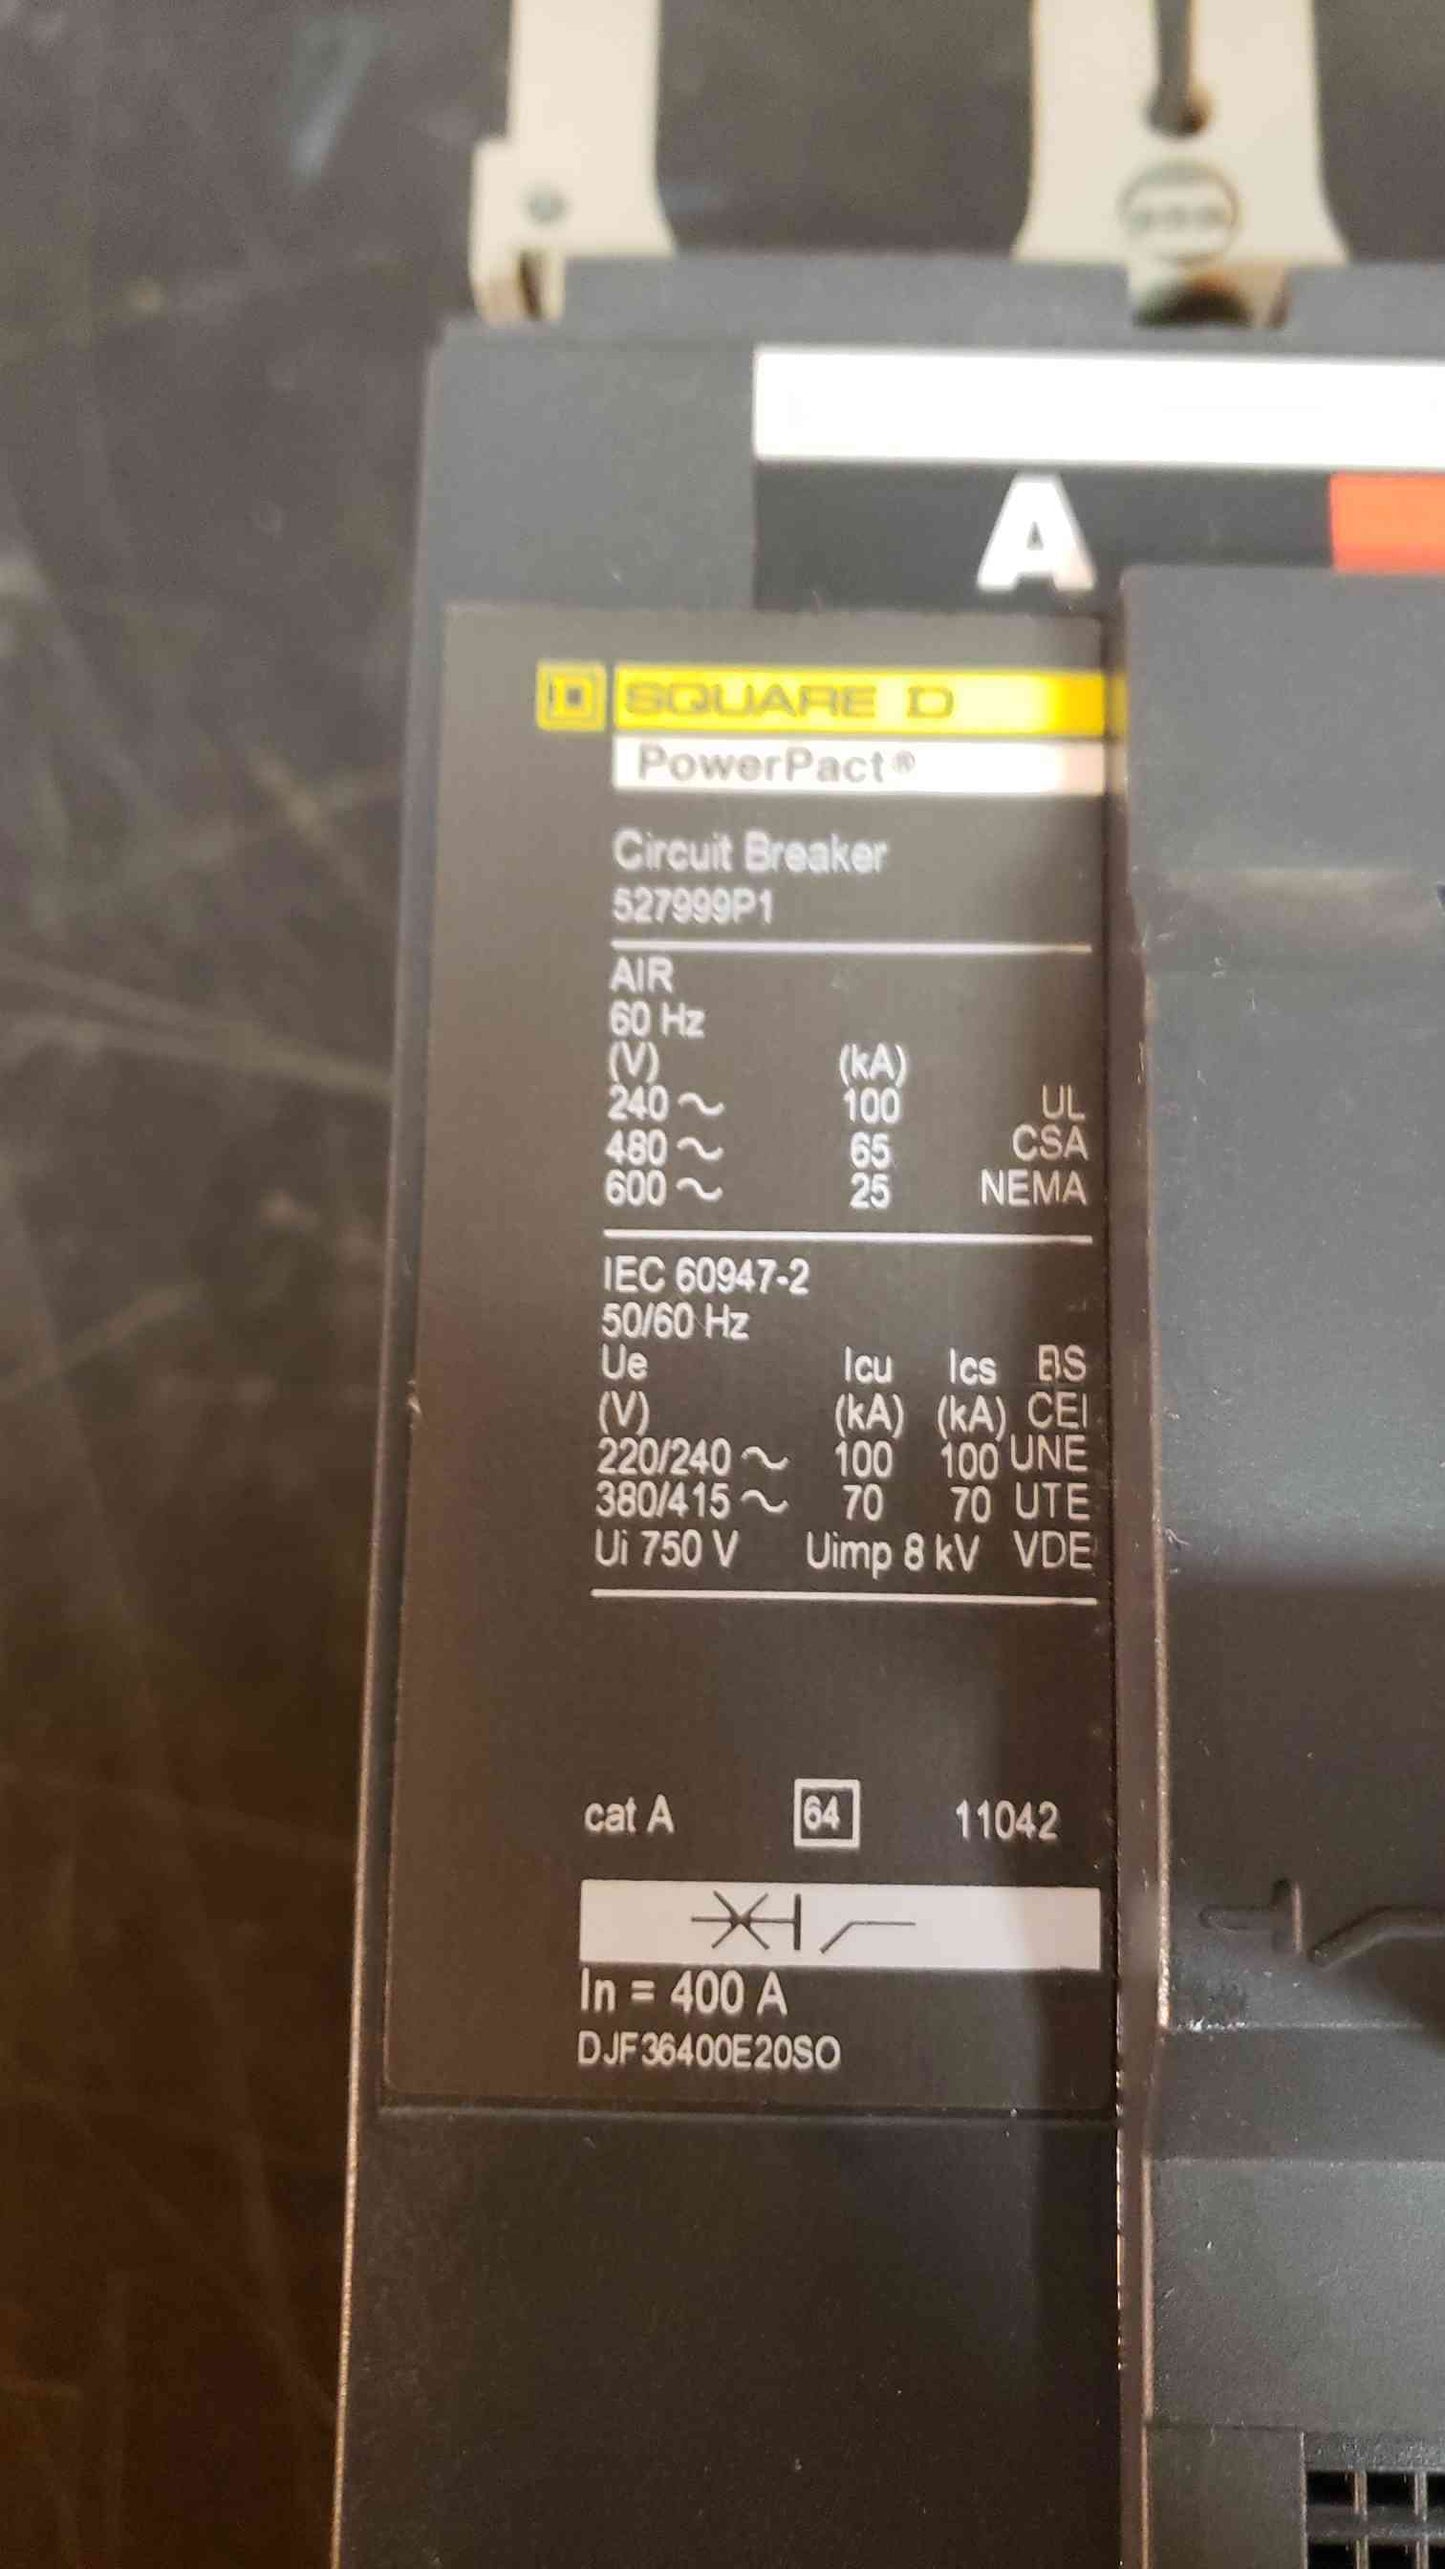 A
SQUARE D
PowerPact®
Circuit Breaker
527999P1
AIR
60 Hz
(V) (kA)
240 ~ 100 UL
480 ~ 65 CSA
600 ~ 25 NEMA
IEC 60947-2
50/60 Hz
Ue Icu Ics BS
(V) (kA) (kA) CEI
220/240 ~ 100 100 UNE
380/415 ~ 70 70 UTE
Ui 750 V Uimp 8 kV VDE
cat A 64 11042
In = 400 A
DJF36400E20SO